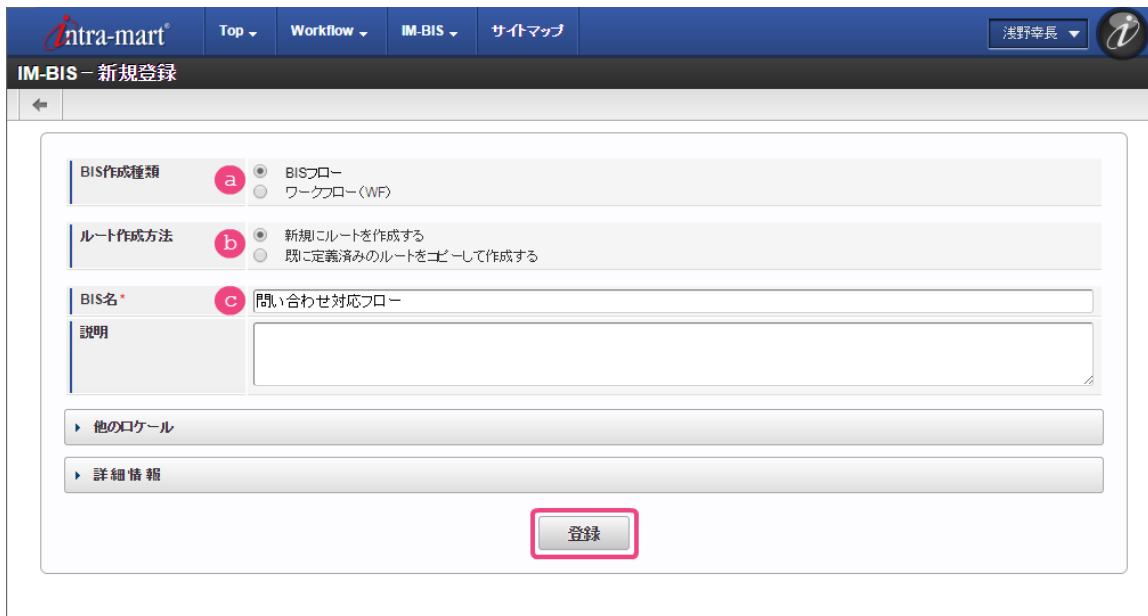 intra-mart®
Top Workflow IM-BIS サイトマップ
浅野幸長
IM-BIS－新規登録
BIS作成種類
a
BISフロー
ワークフロー(WF)
ルート作成方法
b
新規にルートを作成する
既に定義済みのルートをコピーして作成する
BIS名*
c
問い合わせ対応フロー
説明
他のロケール
詳細情報
登録